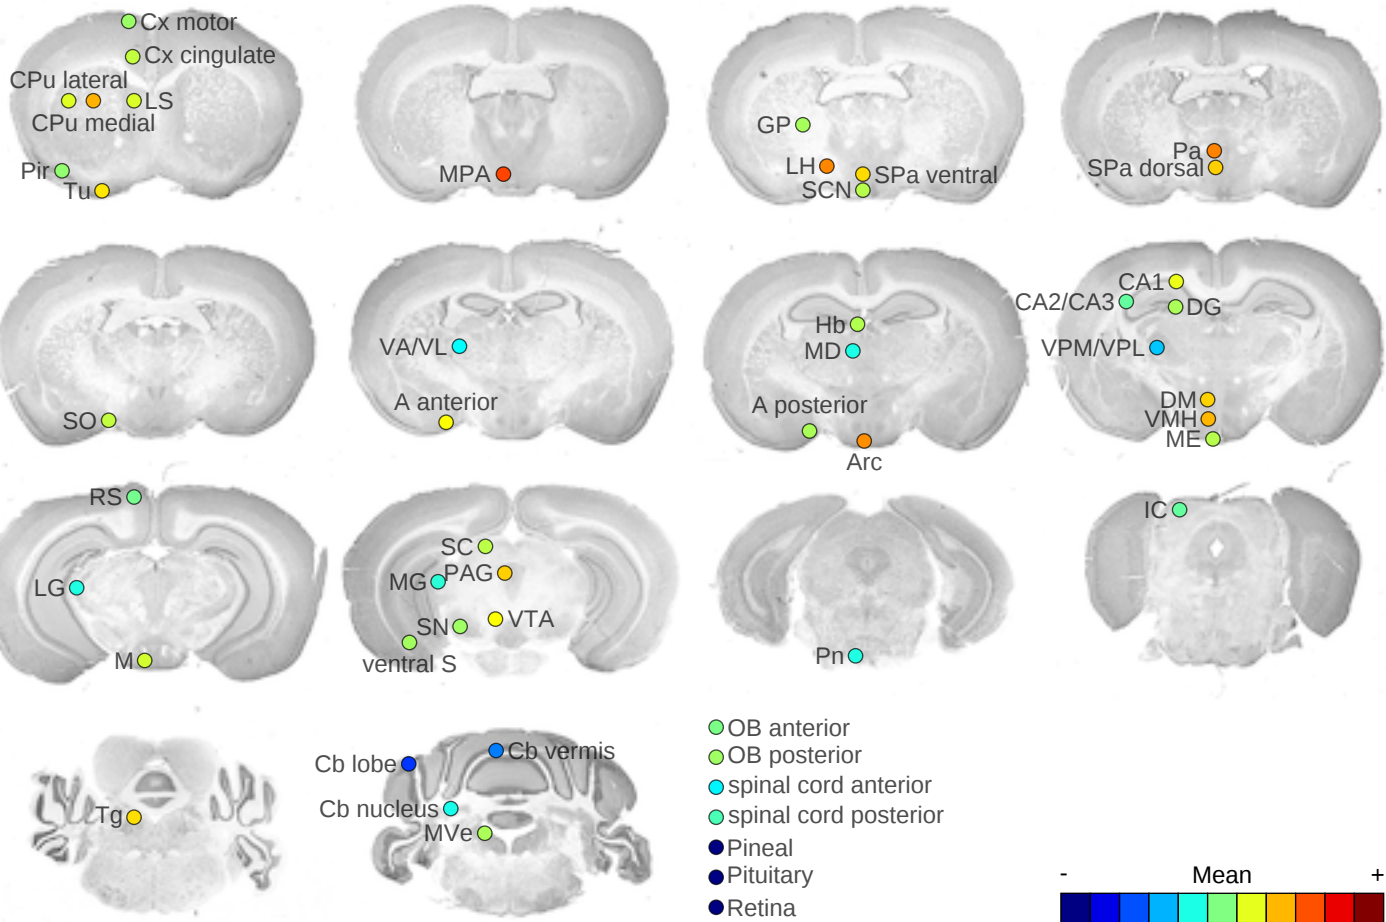 Cx motor
Cx cingulate
CPu lateral
LS
CPu medial
Pir
Tu
MPA
GP
LH
SPa ventral
SCN
Pa
SPa dorsal
SO
VA/VL
A anterior
Hb
MD
A posterior
Arc
CA1
CA2/CA3
DG
VPM/VPL
DM
VMH
ME
RS
LG
M
SC
MG
PAG
SN
VTA
ventral S
Pn
IC
Tg
Cb lobe
Cb vermis
Cb nucleus
MVe
OB anterior
OB posterior
spinal cord anterior
spinal cord posterior
Pineal
Pituitary
Retina
- Mean +